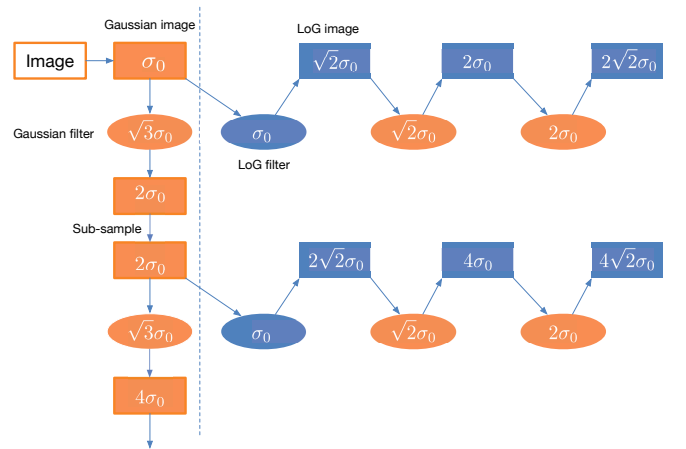 Gaussian image
LoG image
Image
σ₀
√2σ₀
2σ₀
2√2σ₀
Gaussian filter
√3σ₀
σ₀
√2σ₀
2σ₀
LoG filter
2σ₀
Sub-sample
2σ₀
2√2σ₀
4σ₀
4√2σ₀
√3σ₀
σ₀
√2σ₀
2σ₀
4σ₀